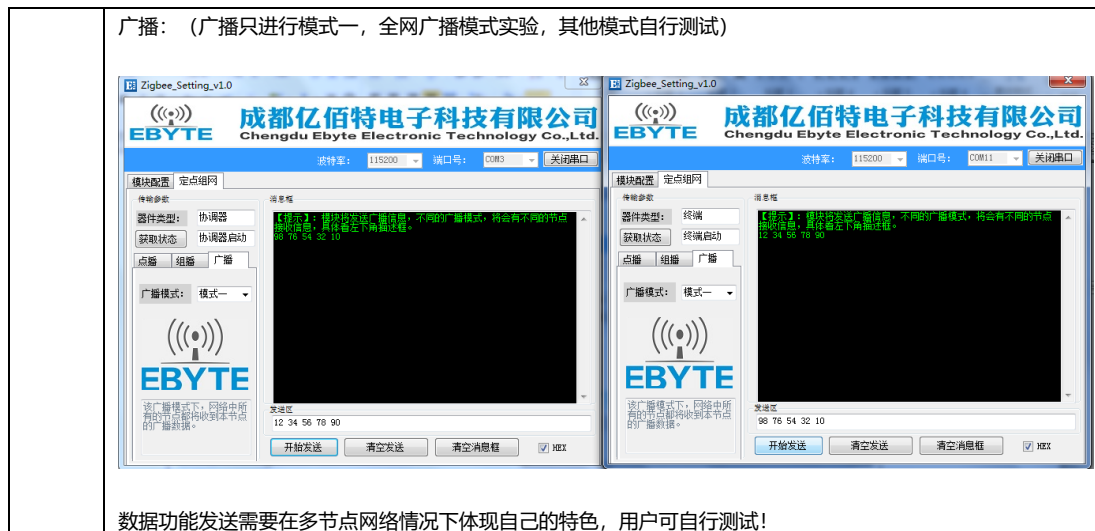 广播：（广播只进行模式一，全网广播模式实验，其他模式自行测试）
Zigbee_Setting_v1.0
EBYTE
成都亿佰特电子科技有限公司
Chengdu Ebyte Electronic Technology Co.,Ltd.
波特率： 115200 端口号： COM3 关闭串口
模块配置 定点组网
传输参数
器件类型： 协调器
获取状态 协调器启动
点播 组播 广播
广播模式： 模式一
EBYTE
该广播模式下，网络中所
有的节点都将收到本节点
的广播数据。
消息框
【提示】：模块将发送广播信息，不同的广播模式，将会有不同的节点
接收信息，具体看左下角描述框。
98 76 54 32 10
发送区
12 34 56 78 90
开始发送 清空发送 清空消息框 HEX
Zigbee_Setting_v1.0
EBYTE
成都亿佰特电子科技有限公司
Chengdu Ebyte Electronic Technology Co.,Ltd.
波特率： 115200 端口号： COM11 关闭串口
模块配置 定点组网
传输参数
器件类型： 终端
获取状态 终端启动
点播 组播 广播
广播模式： 模式一
EBYTE
该广播模式下，网络中所
有的节点都将收到本节点
的广播数据。
消息框
【提示】：模块将发送广播信息，不同的广播模式，将会有不同的节点
接收信息，具体看左下角描述框。
12 34 56 78 90
发送区
98 76 54 32 10
开始发送 清空发送 清空消息框 HEX
数据功能发送需要在多节点网络情况下体现自己的特色，用户可自行测试！